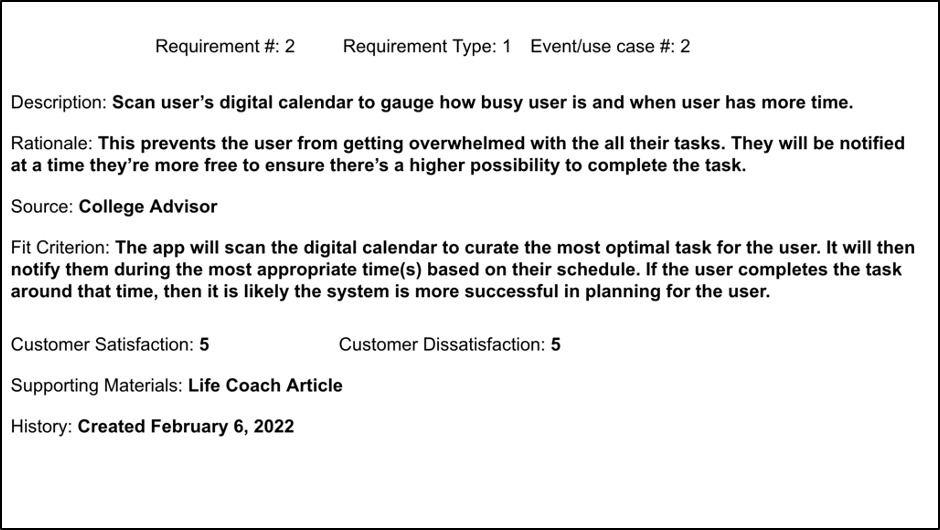 Requirement #: 2 Requirement Type: 1 Event/use case #: 2
Description: Scan user’s digital calendar to gauge how busy user is and when user has more time.
Rationale: This prevents the user from getting overwhelmed with the all their tasks. They will be notified
at a time they’re more free to ensure there’s a higher possibility to complete the task.
Source: College Advisor
Fit Criterion: The app will scan the digital calendar to curate the most optimal task for the user. It will then
notify them during the most appropriate time(s) based on their schedule. If the user completes the task
around that time, then it is likely the system is more successful in planning for the user.
Customer Satisfaction: 5 Customer Dissatisfaction: 5
Supporting Materials: Life Coach Article
History: Created February 6, 2022